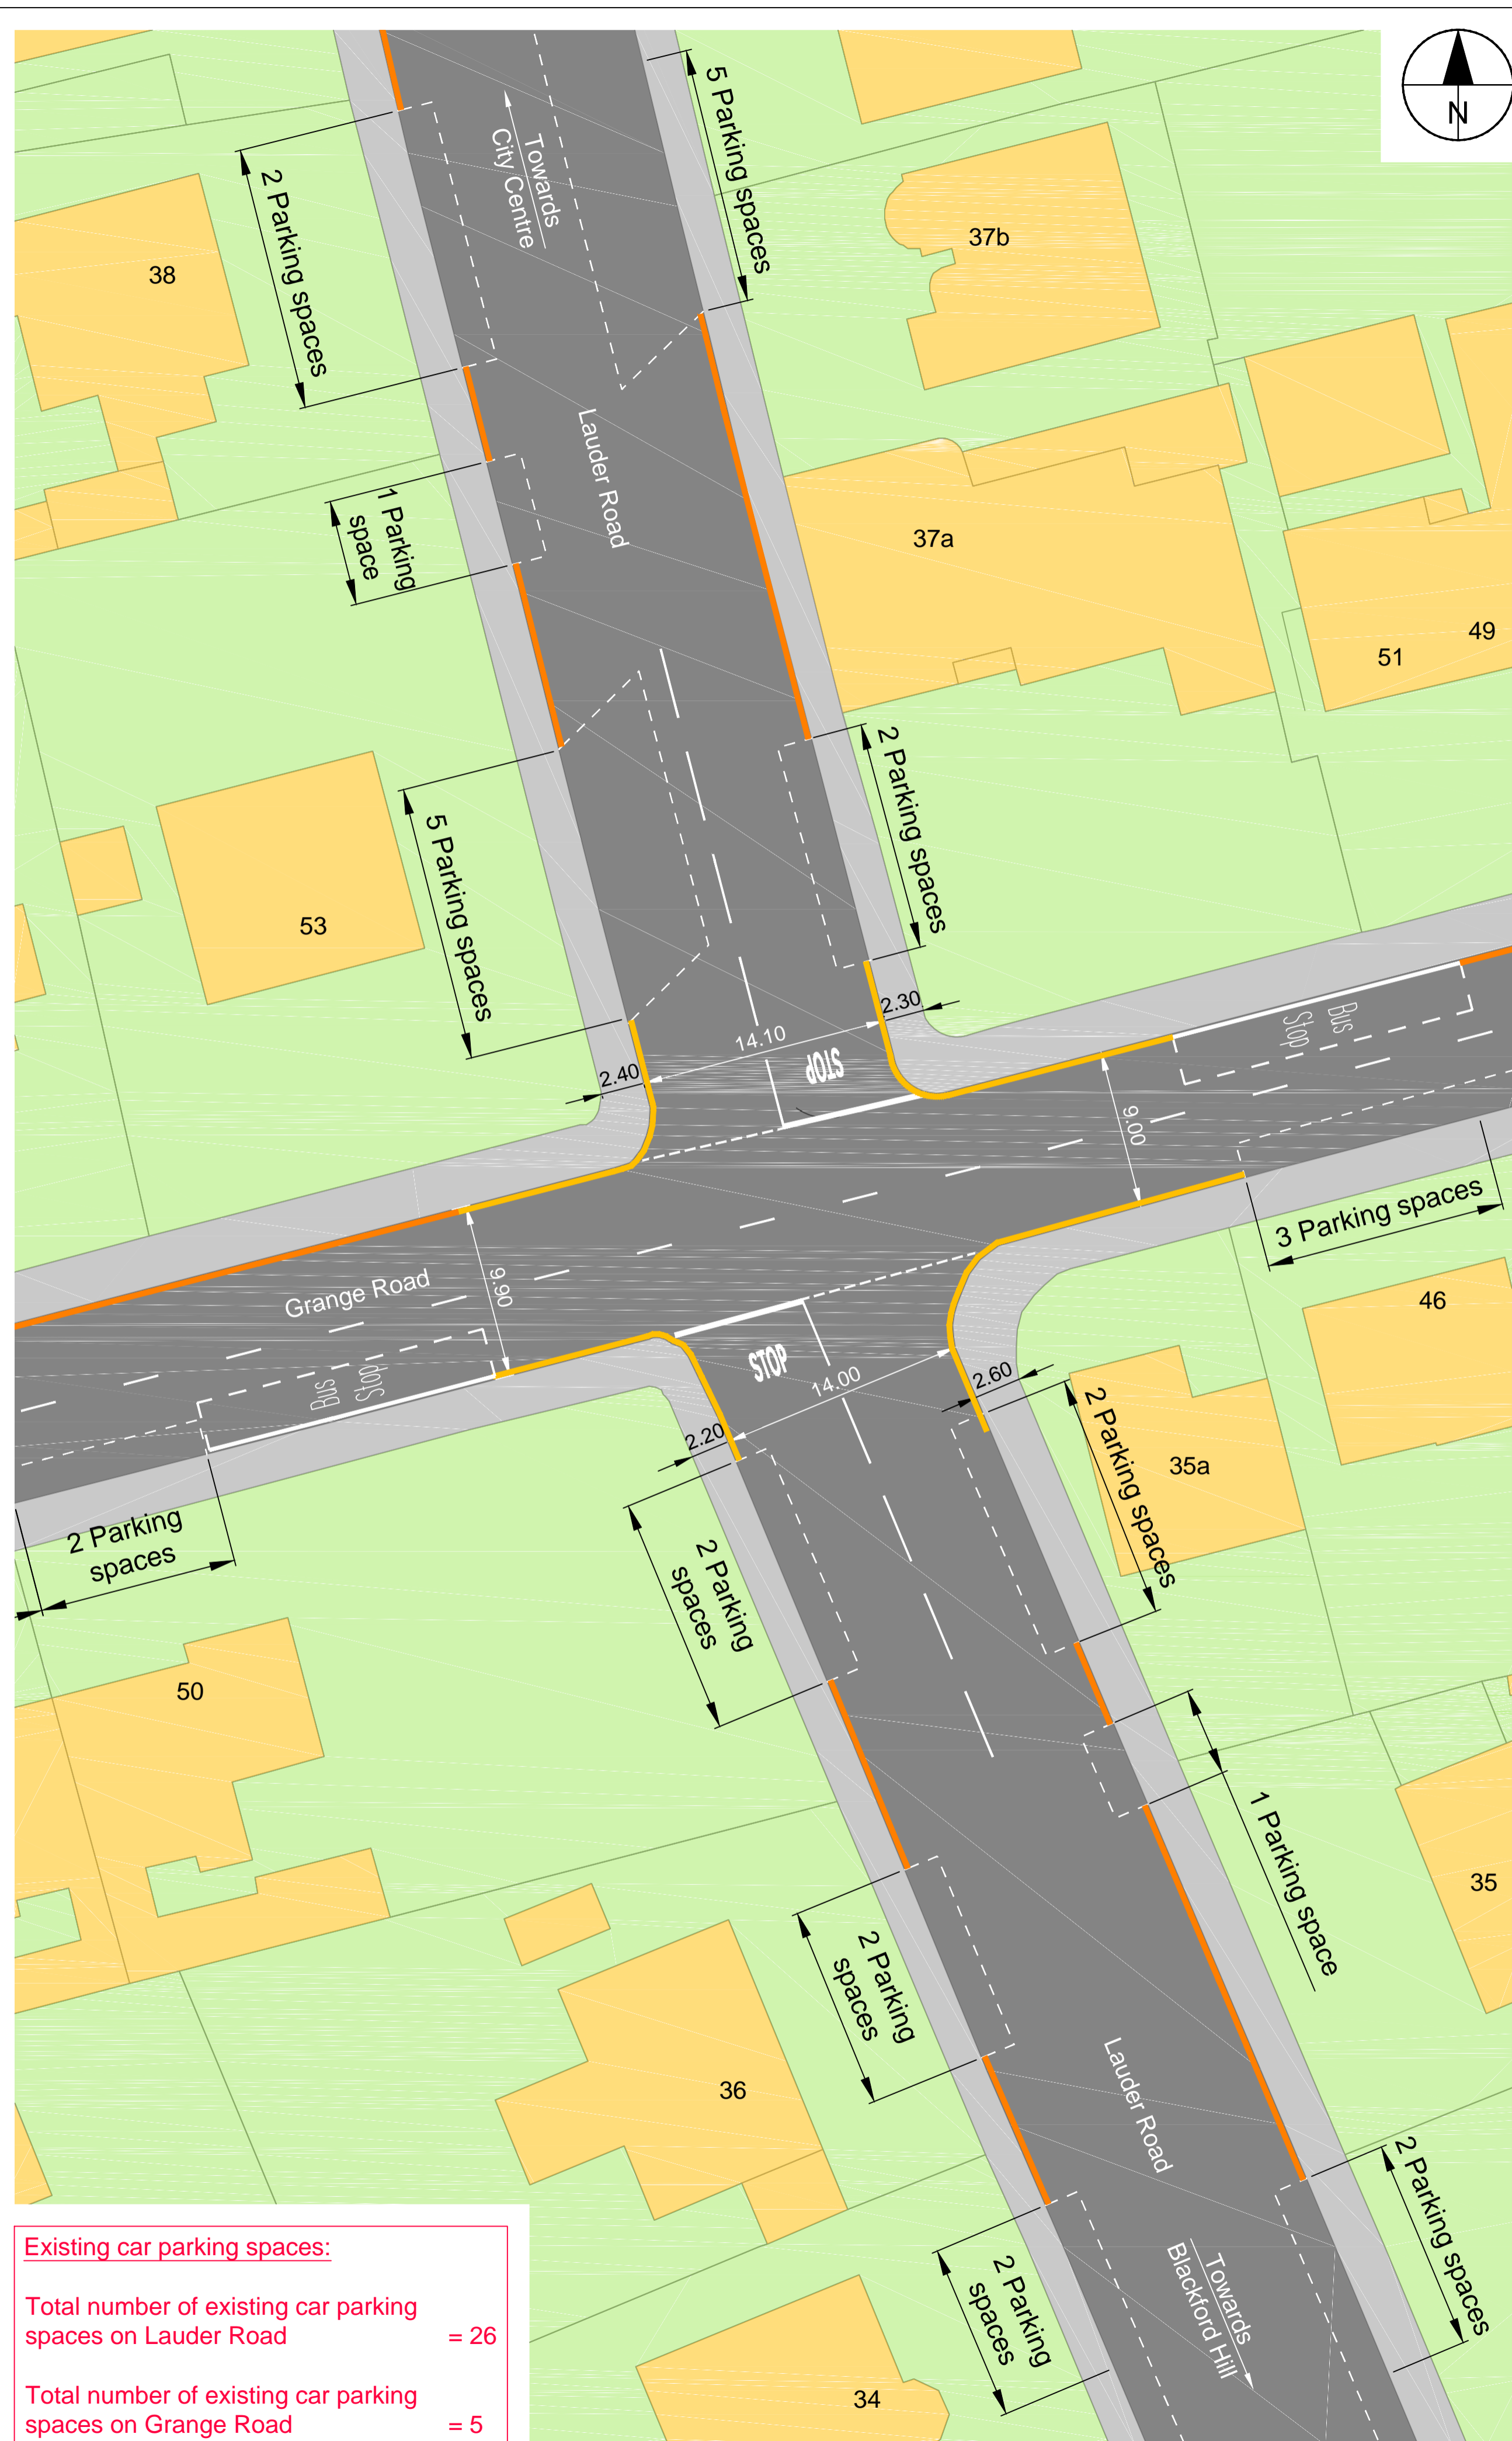 N
5 Parking spaces
Towards
City Centre
2 Parking spaces
38
37b
Lauder Road
1 Parking
space
37a
49
51
2 Parking spaces
5 Parking spaces
53
2.30
14.10
STOP
2.40
Bus
Stop
9.00
3 Parking spaces
Grange Road
9.90
46
STOP
14.00
2.60
Bus
Stop
2.20
2 Parking spaces
35a
2 Parking
spaces
2 Parking
spaces
50
1 Parking space
35
2 Parking
spaces
36
Lauder Road
2 Parking spaces
Towards
Blackford Hill
2 Parking
spaces
34
Existing car parking spaces:
Total number of existing car parking
spaces on Lauder Road = 26
Total number of existing car parking
spaces on Grange Road = 5